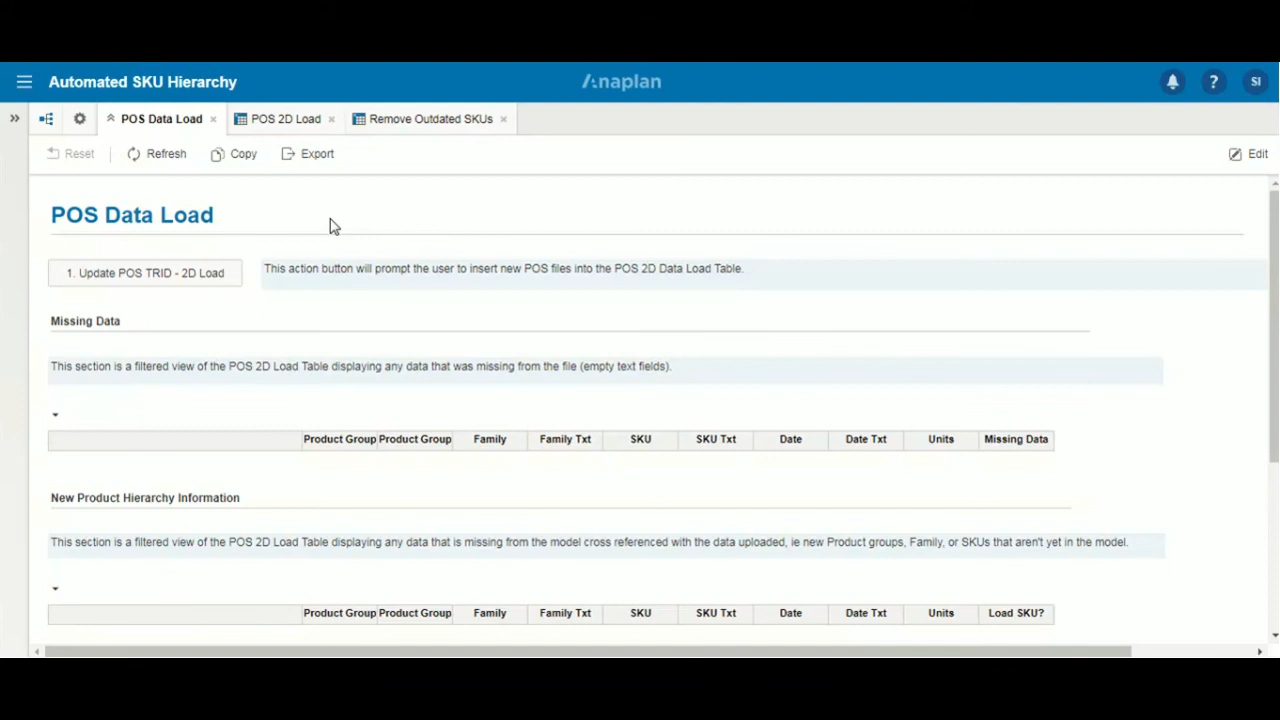 Automated SKU Hierarchy
Anaplan
?
SI
POS Data Load
POS 2D Load
Remove Outdated SKUs
Reset
Refresh
Copy
Export
Edit
POS Data Load
1. Update POS TRID - 2D Load
This action button will prompt the user to insert new POS files into the POS 2D Data Load Table.
Missing Data
This section is a filtered view of the POS 2D Load Table displaying any data that was missing from the file (empty text fields).
Product Group Product Group Family Family Txt SKU SKU Txt Date Date Txt Units Missing Data
New Product Hierarchy Information
This section is a filtered view of the POS 2D Load Table displaying any data that is missing from the model cross referenced with the data uploaded, ie new Product groups, Family, or SKUs that aren't yet in the model.
Product Group Product Group Family Family Txt SKU SKU Txt Date Date Txt Units Load SKU?